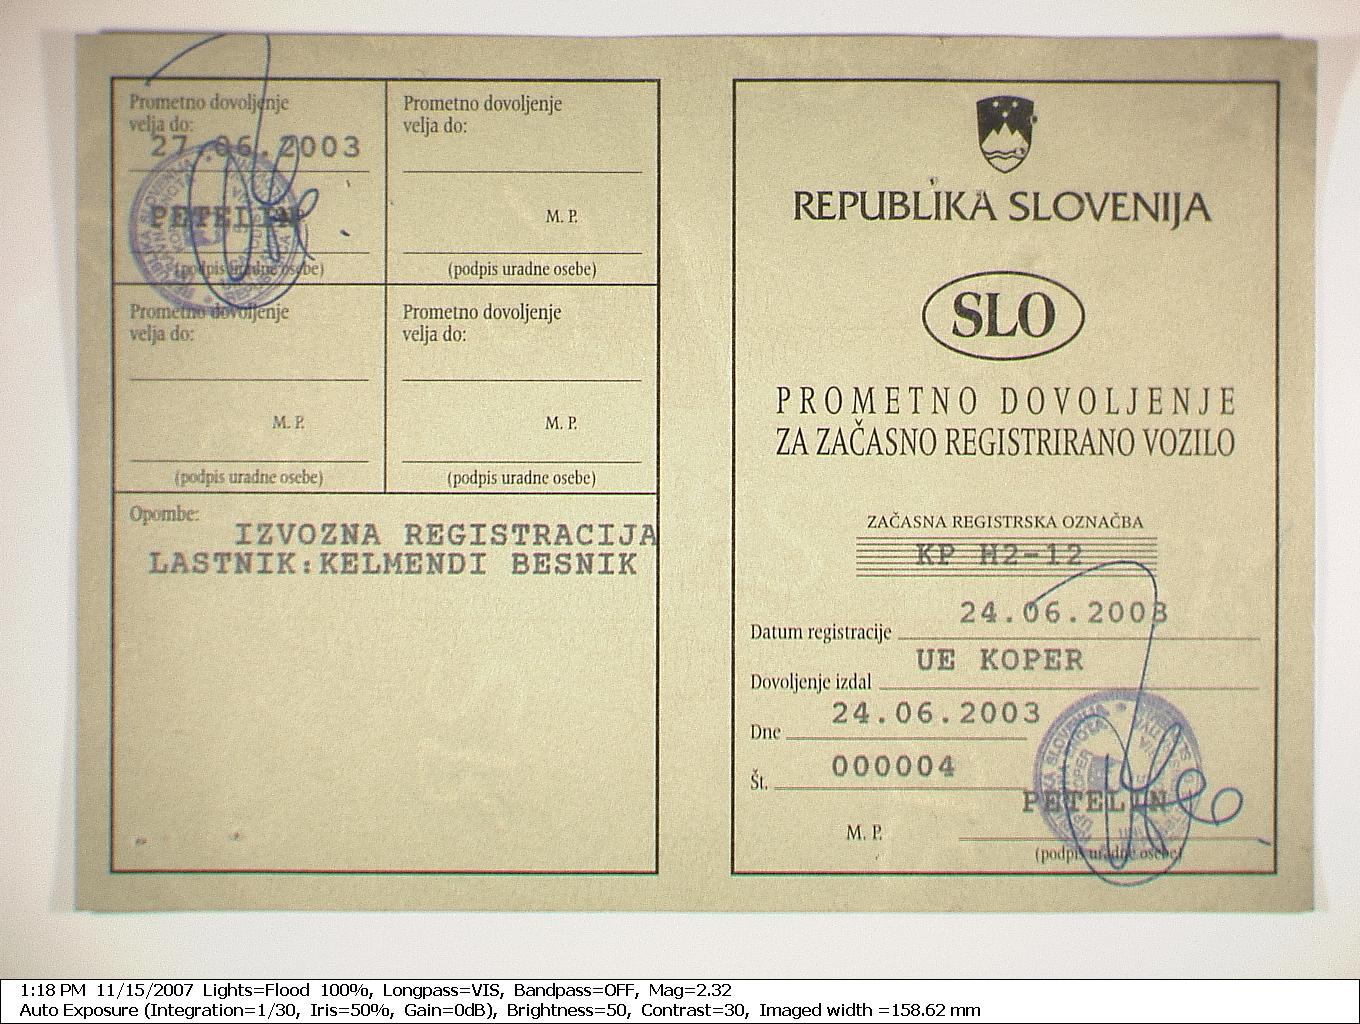 Prometno dovoljenje
velja do:
27.06.2003
PETELIN
(podpis uradne osebe)
Prometno dovoljenje
velja do:
M. P.
(podpis uradne osebe)
Prometno dovoljenje
velja do:
M. P.
(podpis uradne osebe)
Prometno dovoljenje
velja do:
M. P.
(podpis uradne osebe)
Opombe:
IZVOZNA REGISTRACIJA
LASTNIK:KELMENDI BESNIK
REPUBLIKA SLOVENIJA
SLO
PROMETNO DOVOLJENJE
ZA ZAČASNO REGISTRIRANO VOZILO
ZAČASNA REGISTRSKA OZNAČBA
KP H2-12
24.06.2003
Datum registracije
UE KOPER
Dovoljenje izdal
24.06.2003
Dne
000004
Št.
PETELIN
M. P.
(podpis uradne osebe)
1:18 PM 11/15/2007 Lights=Flood 100%, Longpass=VIS, Bandpass=OFF, Mag=2.32
Auto Exposure (Integration=1/30, Iris=50%, Gain=0dB), Brightness=50, Contrast=30, Imaged width =158.62 mm